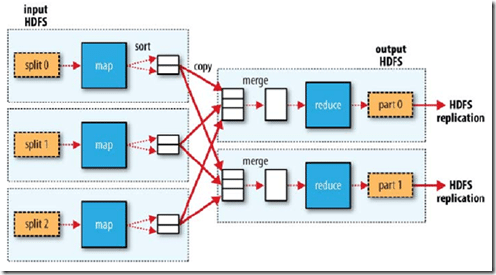 input
HDFS
split 0
map
sort
copy
merge
reduce
output
HDFS
part 0
HDFS
replication
split 1
map
merge
reduce
part 1
HDFS
replication
split 2
map